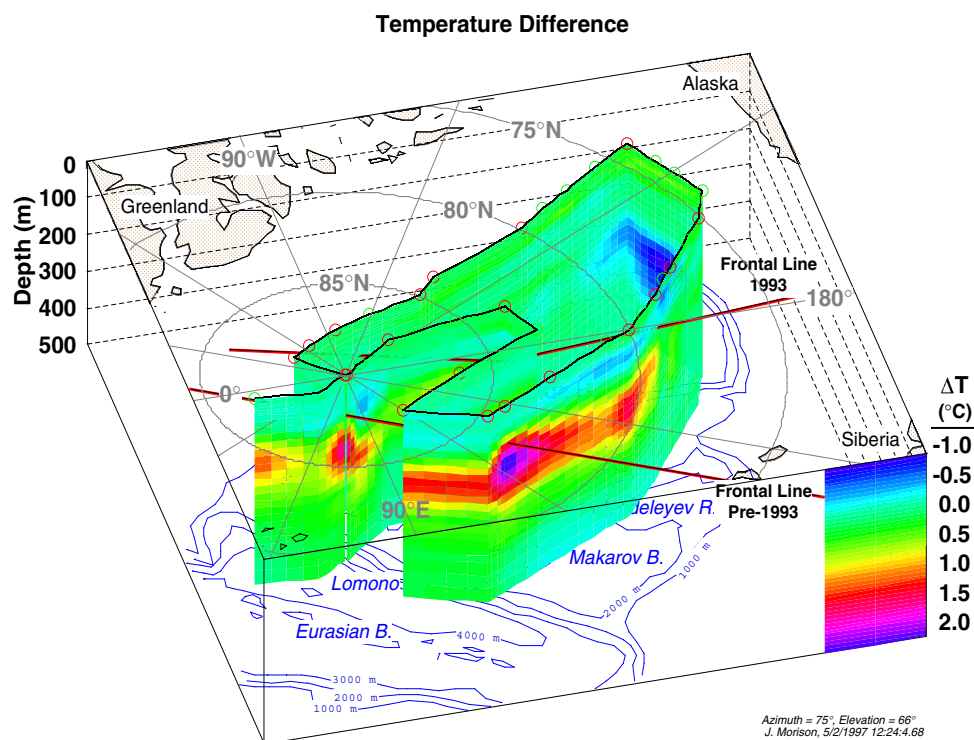 Temperature Difference
Alaska
75°N
90°W
0
100
200
300
400
500
Depth (m)
Greenland
80°N
85°N
Frontal Line
1993
180°
0°
ΔT
(°C)
-1.0
-0.5
0.0
0.5
1.0
1.5
2.0
Siberia
Frontal Line
Pre-1993
90°E
deleyev R.
Makarov B.
1000 m
2000 m
Lomono
Eurasian B.
4000 m
3000 m
2000 m
1000 m
Azimuth = 75°, Elevation = 66°
J. Morison, 5/2/1997 12:24:4.68